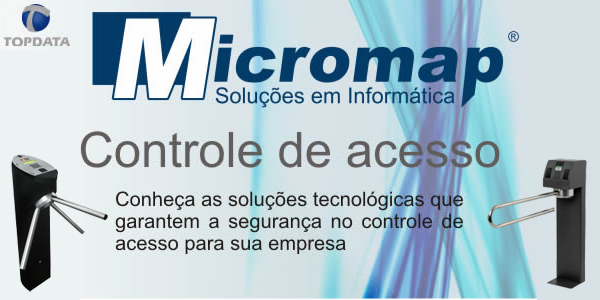 TOPDATA
Micromap®
Soluções em Informática
Controle de acesso
Conheça as soluções tecnológicas que
garantem a segurança no controle de
acesso para sua empresa